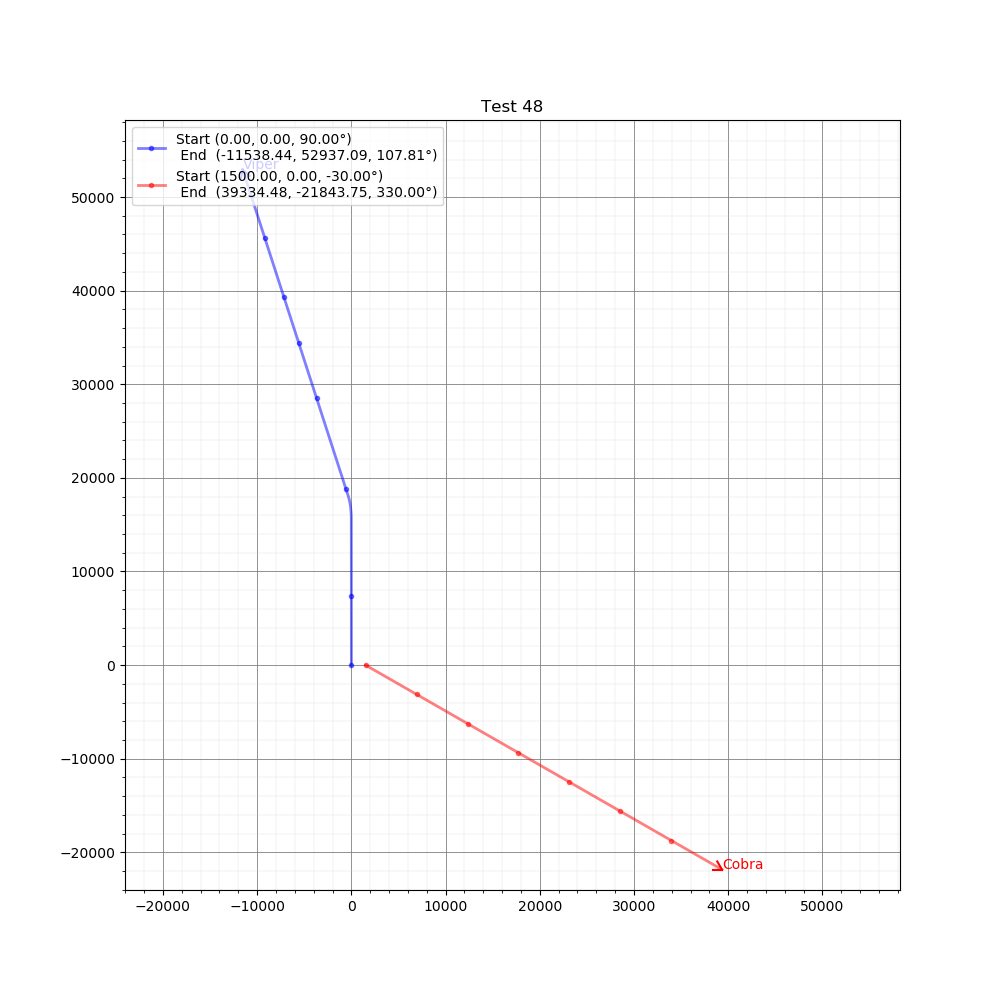 Test 48
Start (0.00, 0.00, 90.00°)
End (-11538.44, 52937.09, 107.81°)
Viper
Start (1500.00, 0.00, -30.00°)
End (39334.48, -21843.75, 330.00°)
50000
40000
30000
20000
10000
0
−10000
−20000
Cobra
−20000 −10000 0 10000 20000 30000 40000 50000